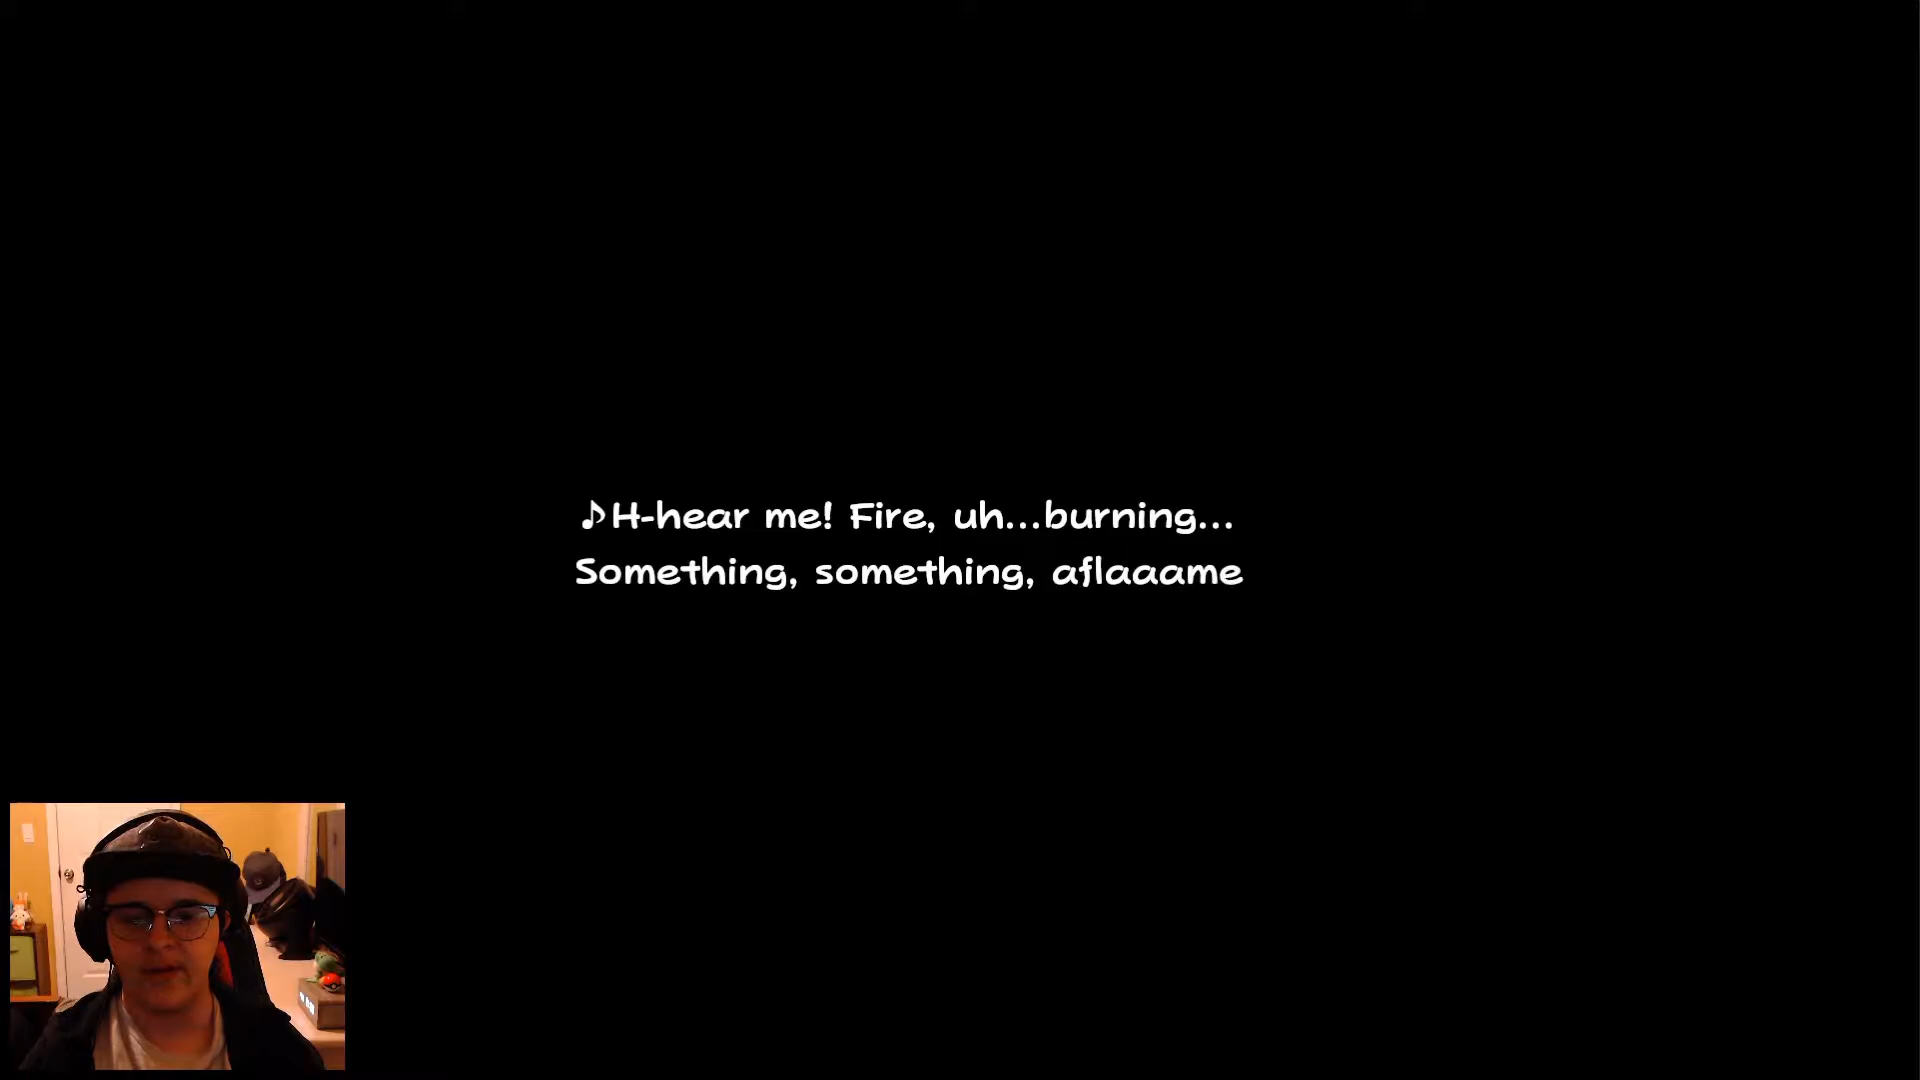 ♪H-hear me! Fire, uh...burning...
Something, something, aflaaame